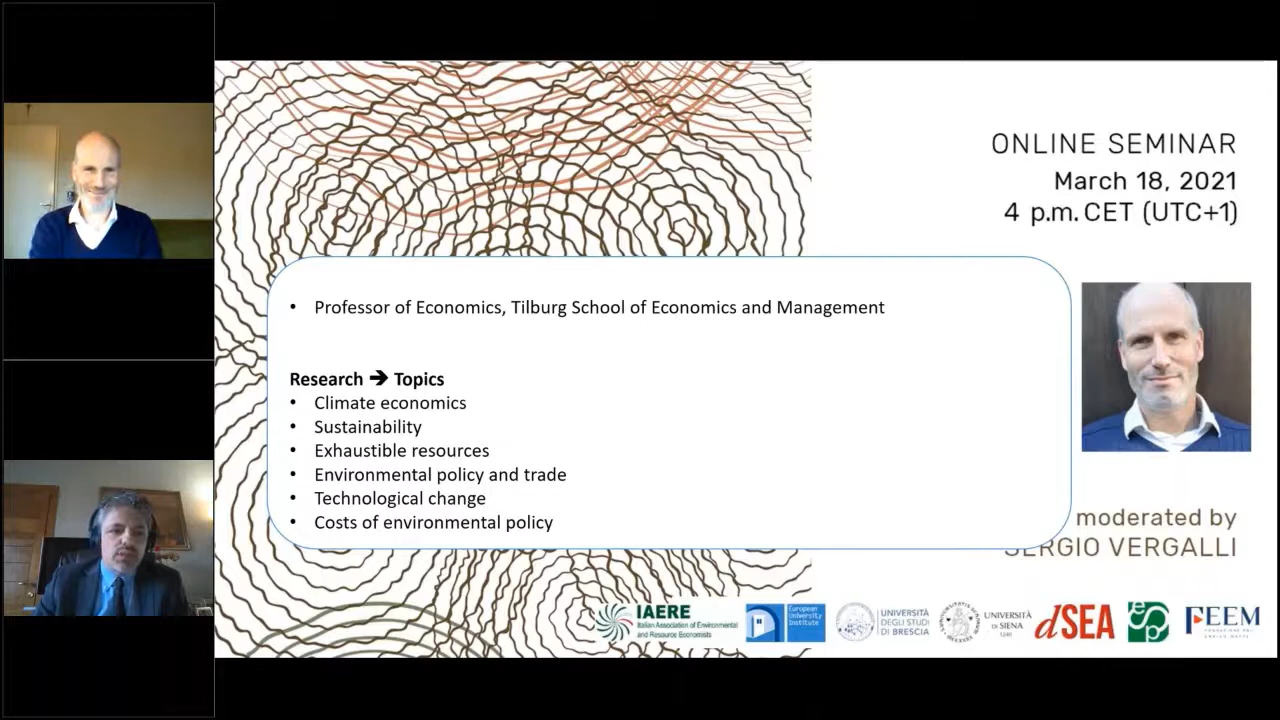 ONLINE SEMINAR
March 18, 2021
4 p.m. CET (UTC+1)
• Professor of Economics, Tilburg School of Economics and Management
Research ➔ Topics
• Climate economics
• Sustainability
• Exhaustible resources
• Environmental policy and trade
• Technological change
• Costs of environmental policy
moderated by
SERGIO VERGALLI
IAERE
Italian Association of Environmental
and Resource Economists
European
University
Institute
UNIVERSITÀ
DEGLI STUDI
DI BRESCIA
UNIVERSITÀ
DI SIENA
1240
dSEA
esp
FEEM